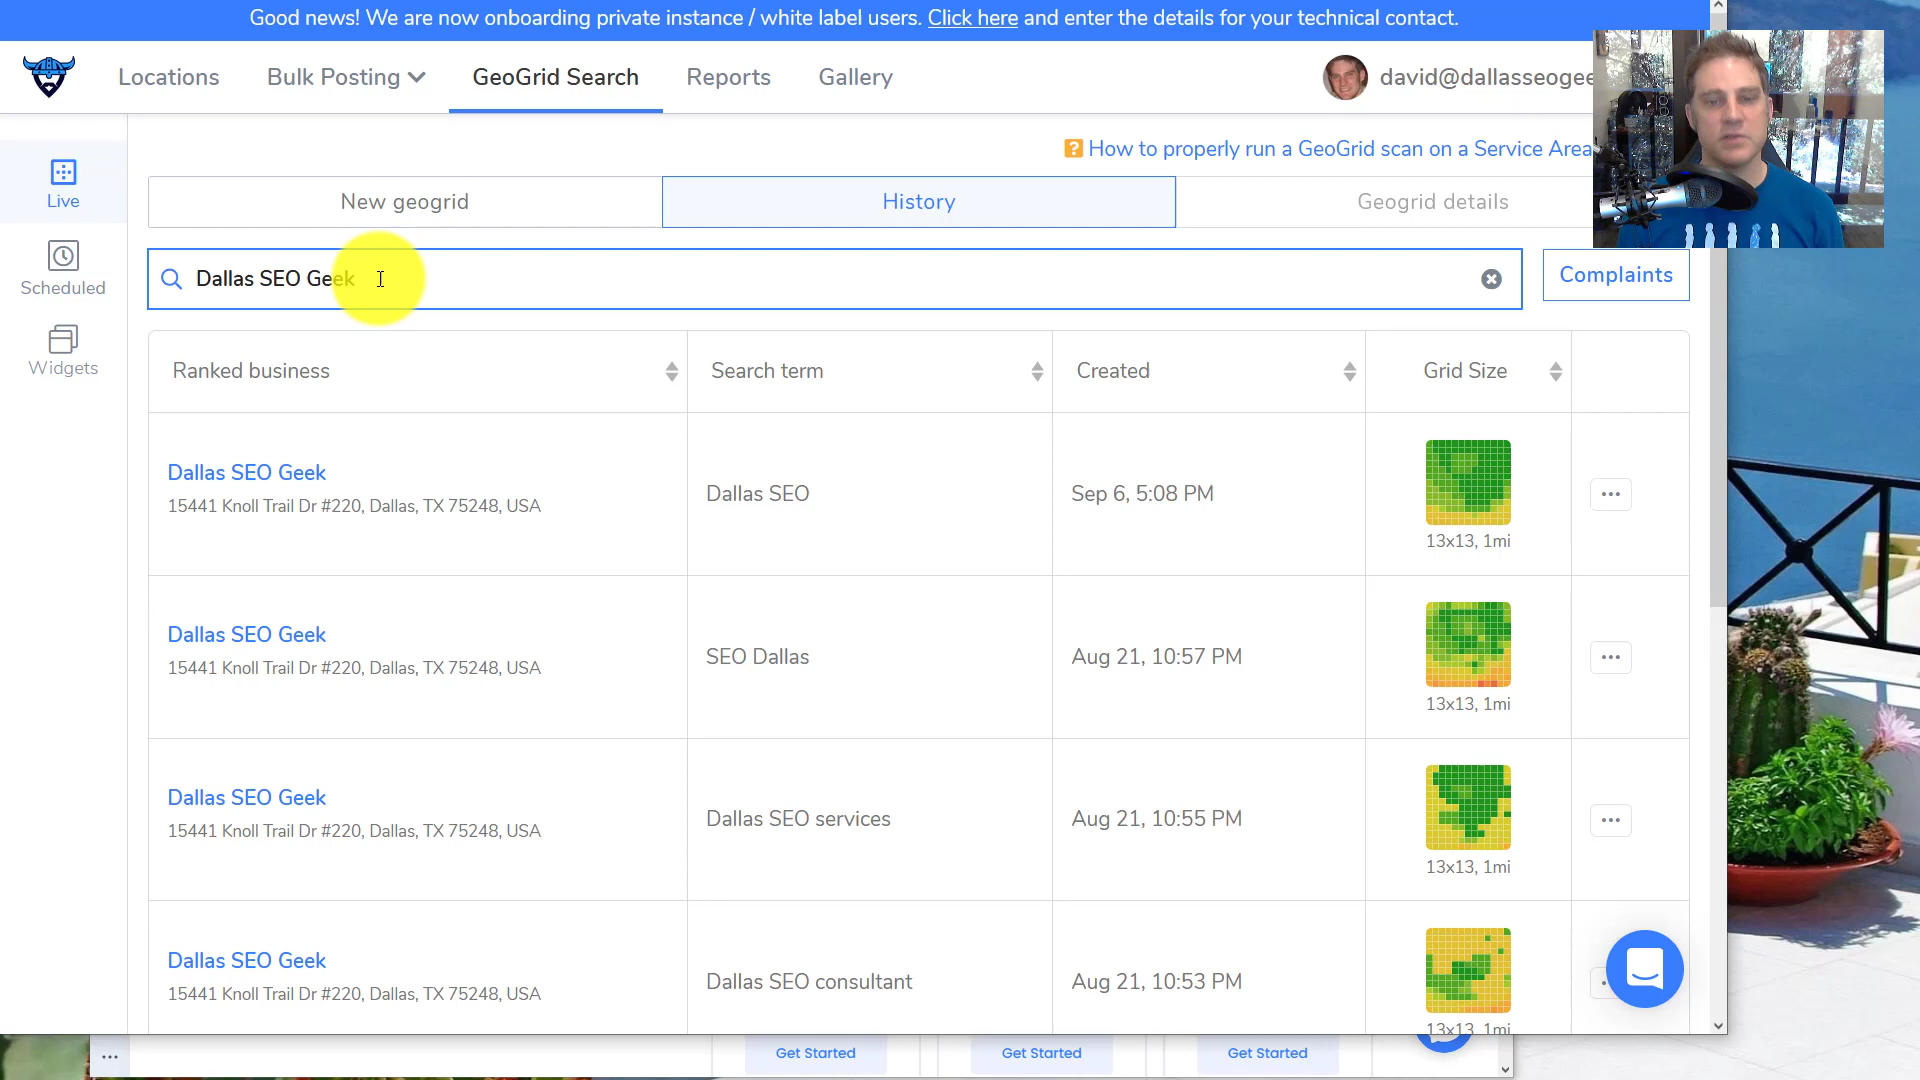 Good news! We are now onboarding private instance / white label users. Click here and enter the details for your technical contact.
Locations
Bulk Posting
GeoGrid Search
Reports
Gallery
david@dallasseogee
Live
Scheduled
Widgets
How to properly run a GeoGrid scan on a Service Area
New geogrid
History
Geogrid details
Dallas SEO Geek
Complaints
Ranked business
Search term
Created
Grid Size
Dallas SEO Geek
15441 Knoll Trail Dr #220, Dallas, TX 75248, USA
Dallas SEO
Sep 6, 5:08 PM
13x13, 1mi
Dallas SEO Geek
15441 Knoll Trail Dr #220, Dallas, TX 75248, USA
SEO Dallas
Aug 21, 10:57 PM
13x13, 1mi
Dallas SEO Geek
15441 Knoll Trail Dr #220, Dallas, TX 75248, USA
Dallas SEO services
Aug 21, 10:55 PM
13x13, 1mi
Dallas SEO Geek
15441 Knoll Trail Dr #220, Dallas, TX 75248, USA
Dallas SEO consultant
Aug 21, 10:53 PM
13x13, 1mi
Get Started
Get Started
Get Started